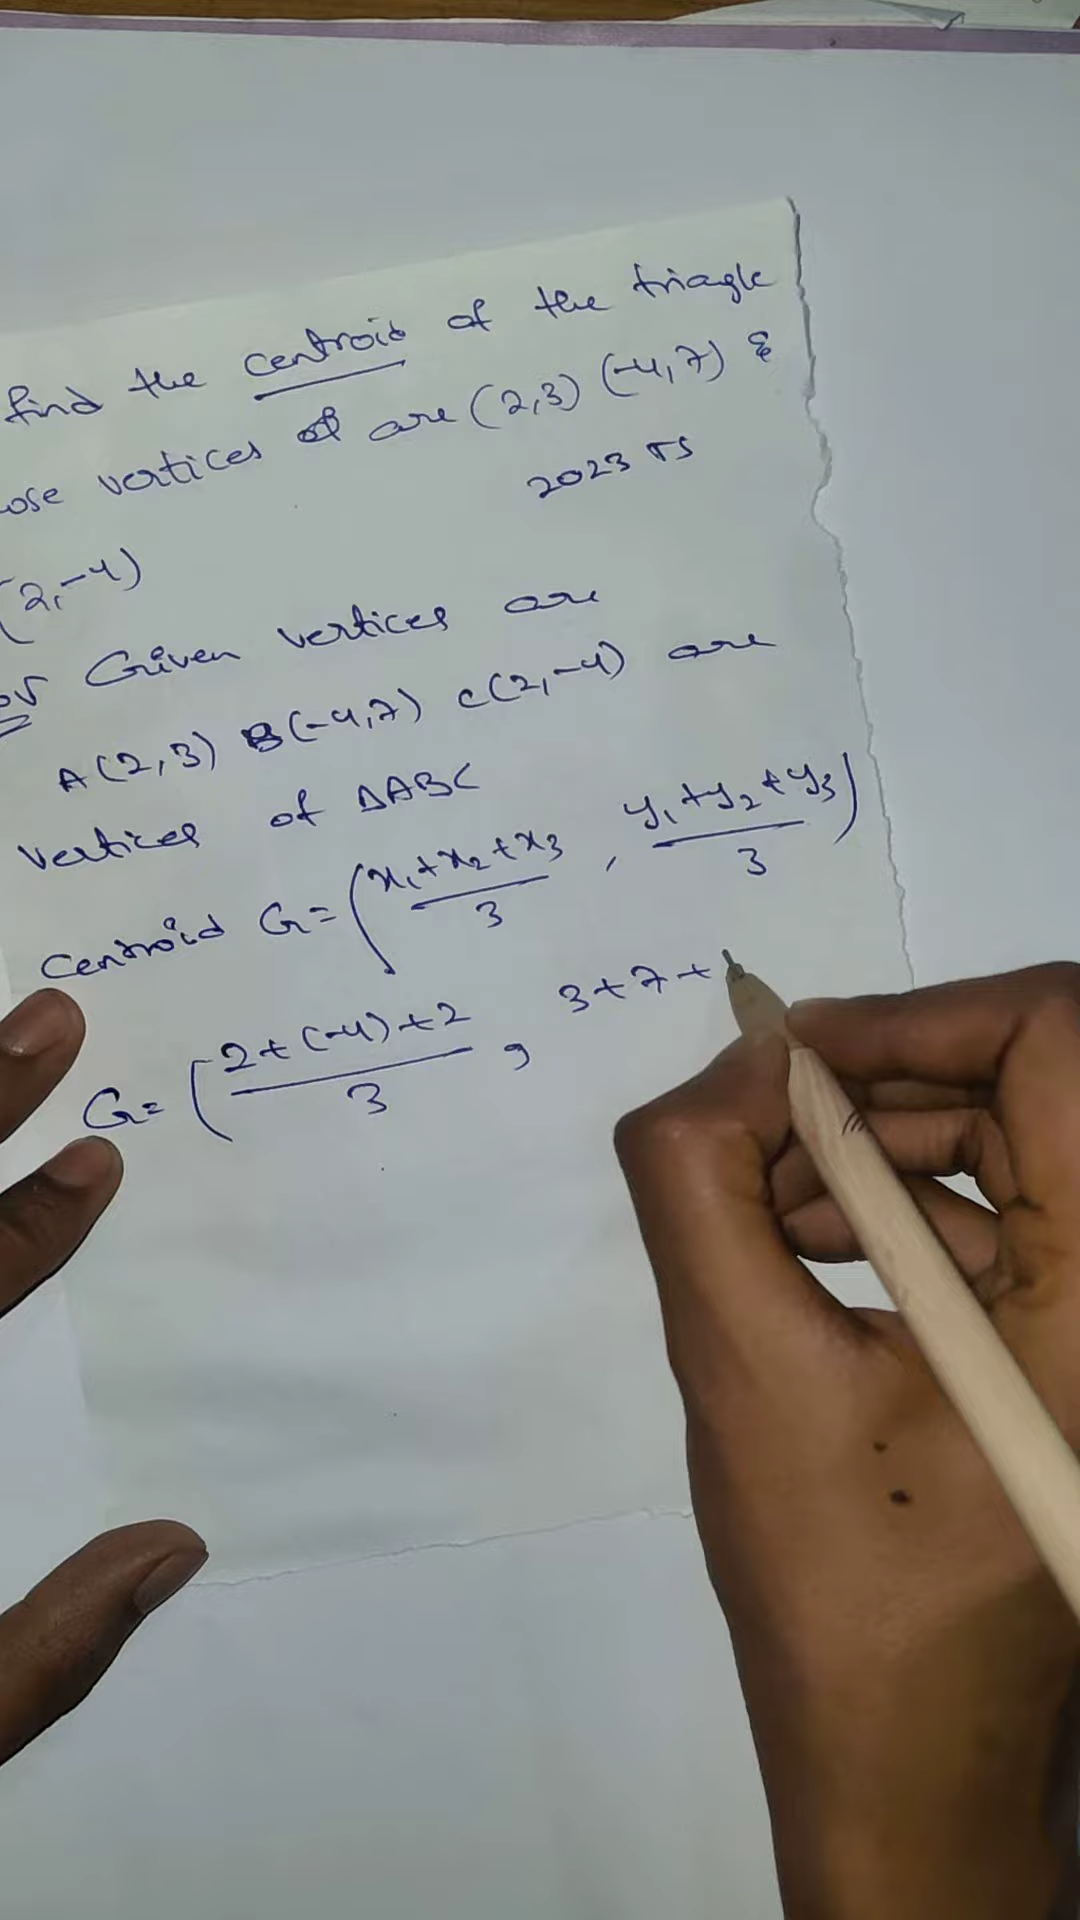 find the centroid of the triagle
ose vertices of are (2,3) (-4,7) &
2023 TS
(2,-4)
Given vertices are
A(2,3) B(-4,7) C(2,-4) are
vertices of ΔABC
Centroid G=(x₁+x₂+x₃/3, y₁+y₂+y₃/3)
G=(2+(-4)+2/3, 3+7+